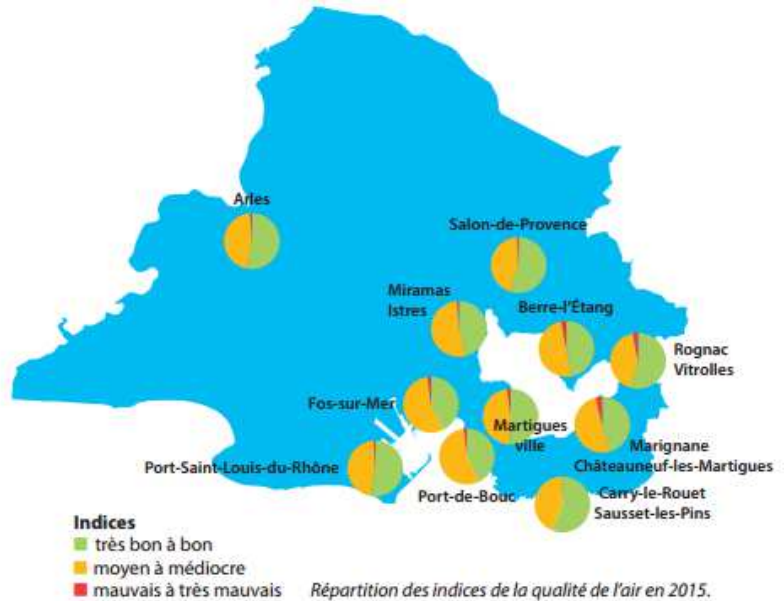 Arles
Salon-de-Provence
Miramas
Istres
Berre-l'Étang
Rognac
Vitrolles
Fos-sur-Mer
Martigues
ville
Marignane
Châteauneuf-les-Martigues
Port-Saint-Louis-du-Rhône
Port-de-Bouc
Carry-le-Rouet
Sausset-les-Pins
Indices
très bon à bon
moyen à médiocre
mauvais à très mauvais
Répartition des indices de la qualité de l'air en 2015.